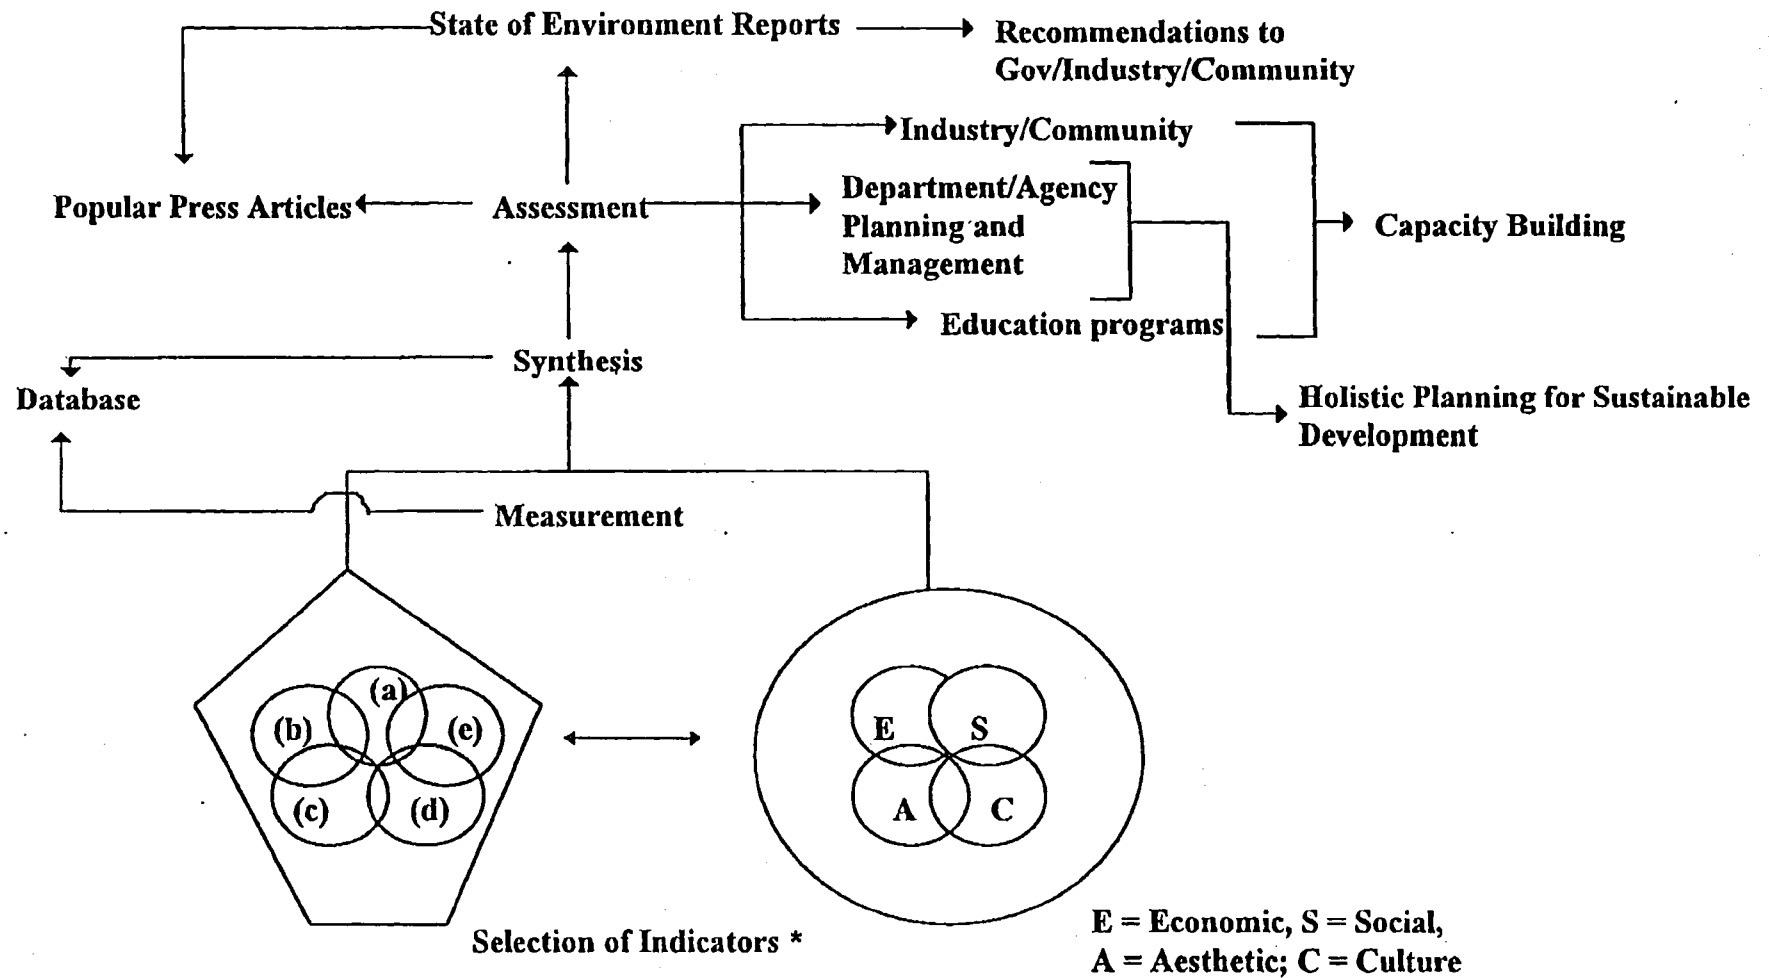 State of Environment Reports
Recommendations to
Gov/Industry/Community
Industry/Community
Popular Press Articles
Assessment
Department/Agency
Planning and
Management
Capacity Building
Education programs
Synthesis
Database
Holistic Planning for Sustainable
Development
Measurement
(a)
(b)
(e)
(c)
(d)
E
S
A
C
Selection of Indicators *
E = Economic, S = Social,
A = Aesthetic; C = Culture